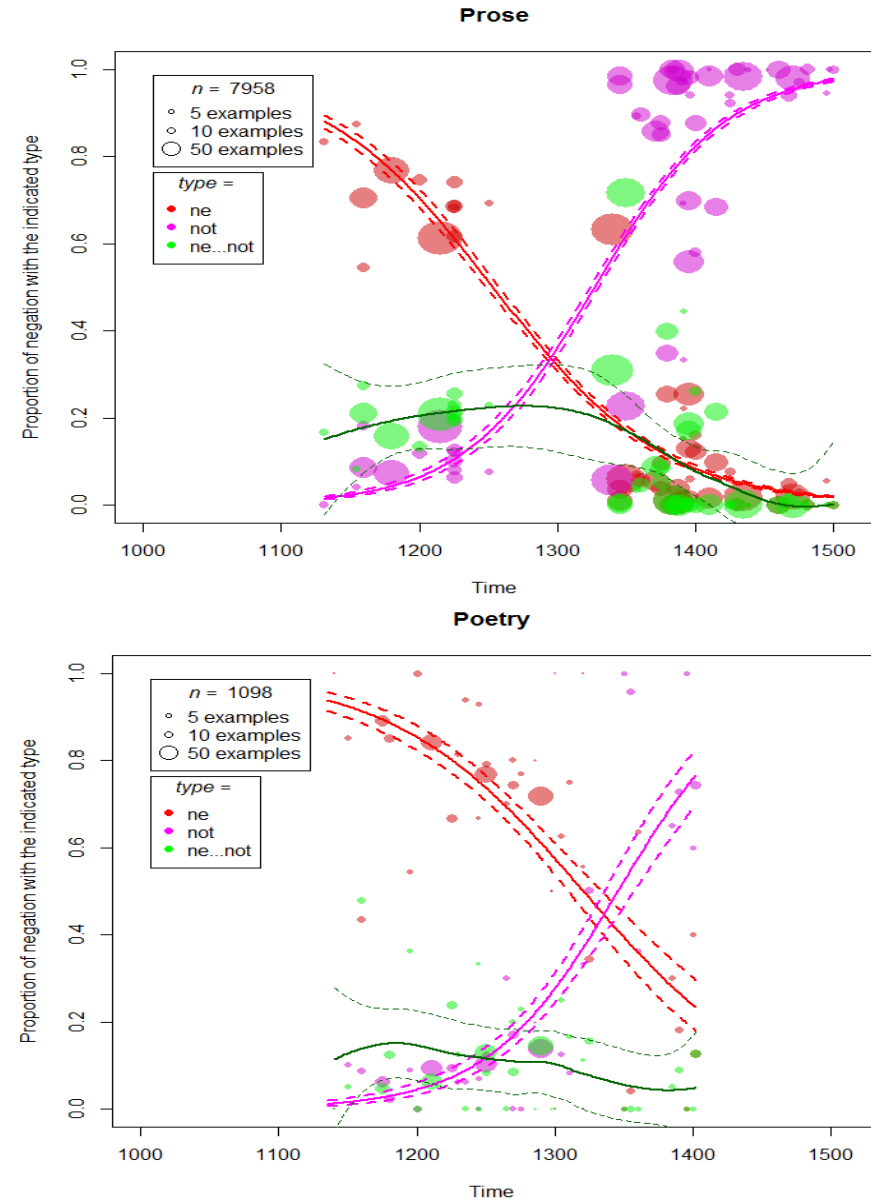 Prose
Proportion of negation with the indicated type
1.0
0.8
0.6
0.4
0.2
0.0
n = 7958
5 examples
10 examples
50 examples
type =
ne
not
ne...not
1000 1100 1200 1300 1400 1500
Time
Poetry
Proportion of negation with the indicated type
1.0
0.8
0.6
0.4
0.2
0.0
n = 1098
5 examples
10 examples
50 examples
type =
ne
not
ne...not
1000 1100 1200 1300 1400 1500
Time